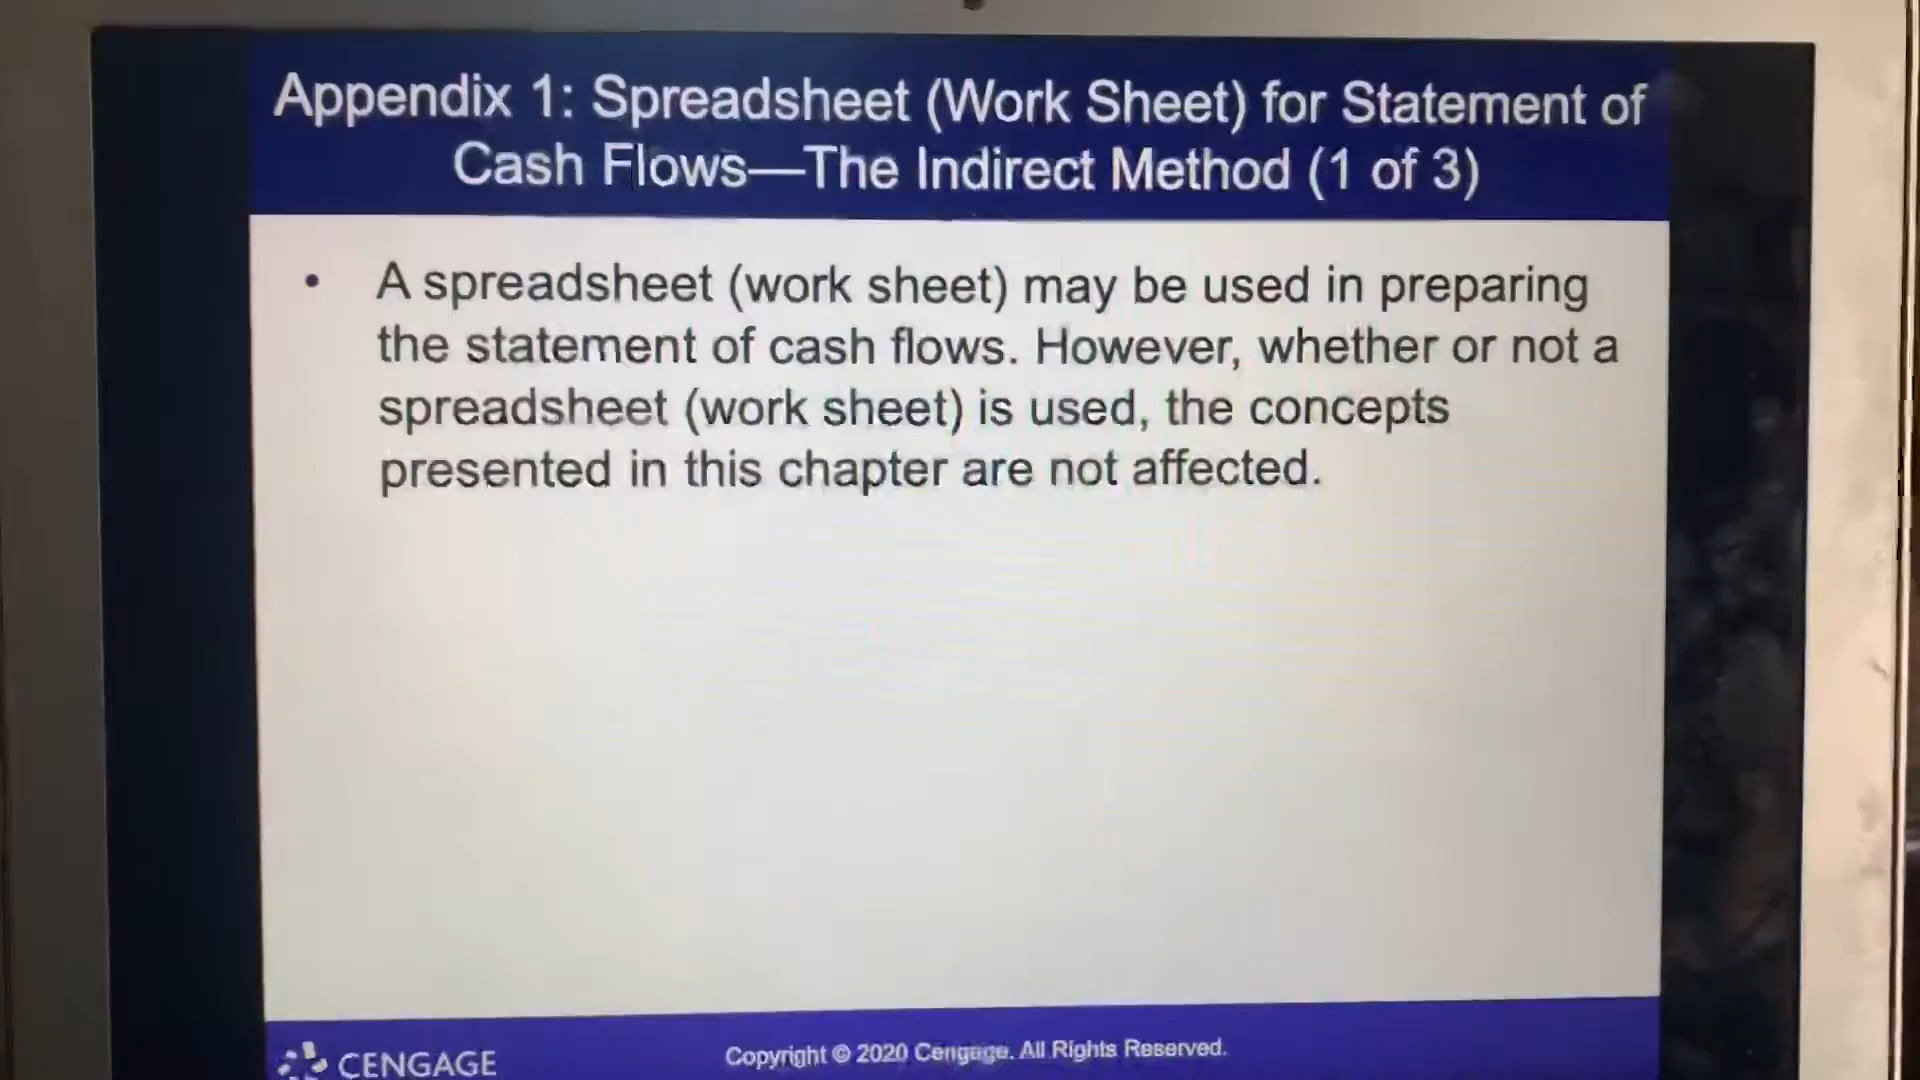 Appendix 1: Spreadsheet (Work Sheet) for Statement of
Cash Flows—The Indirect Method (1 of 3)
• A spreadsheet (work sheet) may be used in preparing
the statement of cash flows. However, whether or not a
spreadsheet (work sheet) is used, the concepts
presented in this chapter are not affected.
CENGAGE
Copyright © 2020 Cengage. All Rights Reserved.